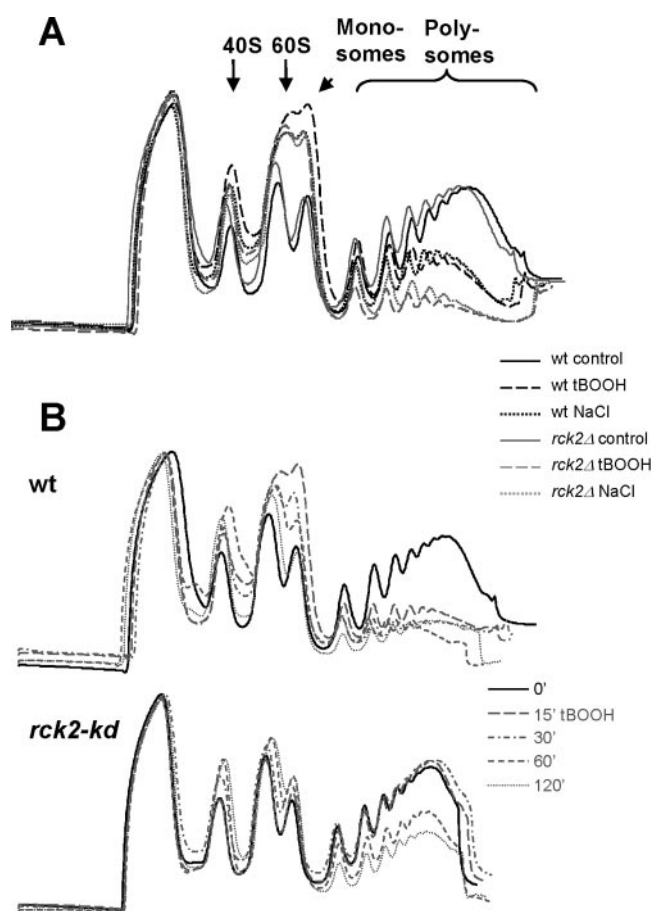 A
40S 60S Mono-somes Poly-somes
wt control
wt tBOOH
wt NaCl
rck2Δ control
rck2Δ tBOOH
rck2Δ NaCl
B
wt
rck2-kd
0'
15' tBOOH
30'
60'
120'